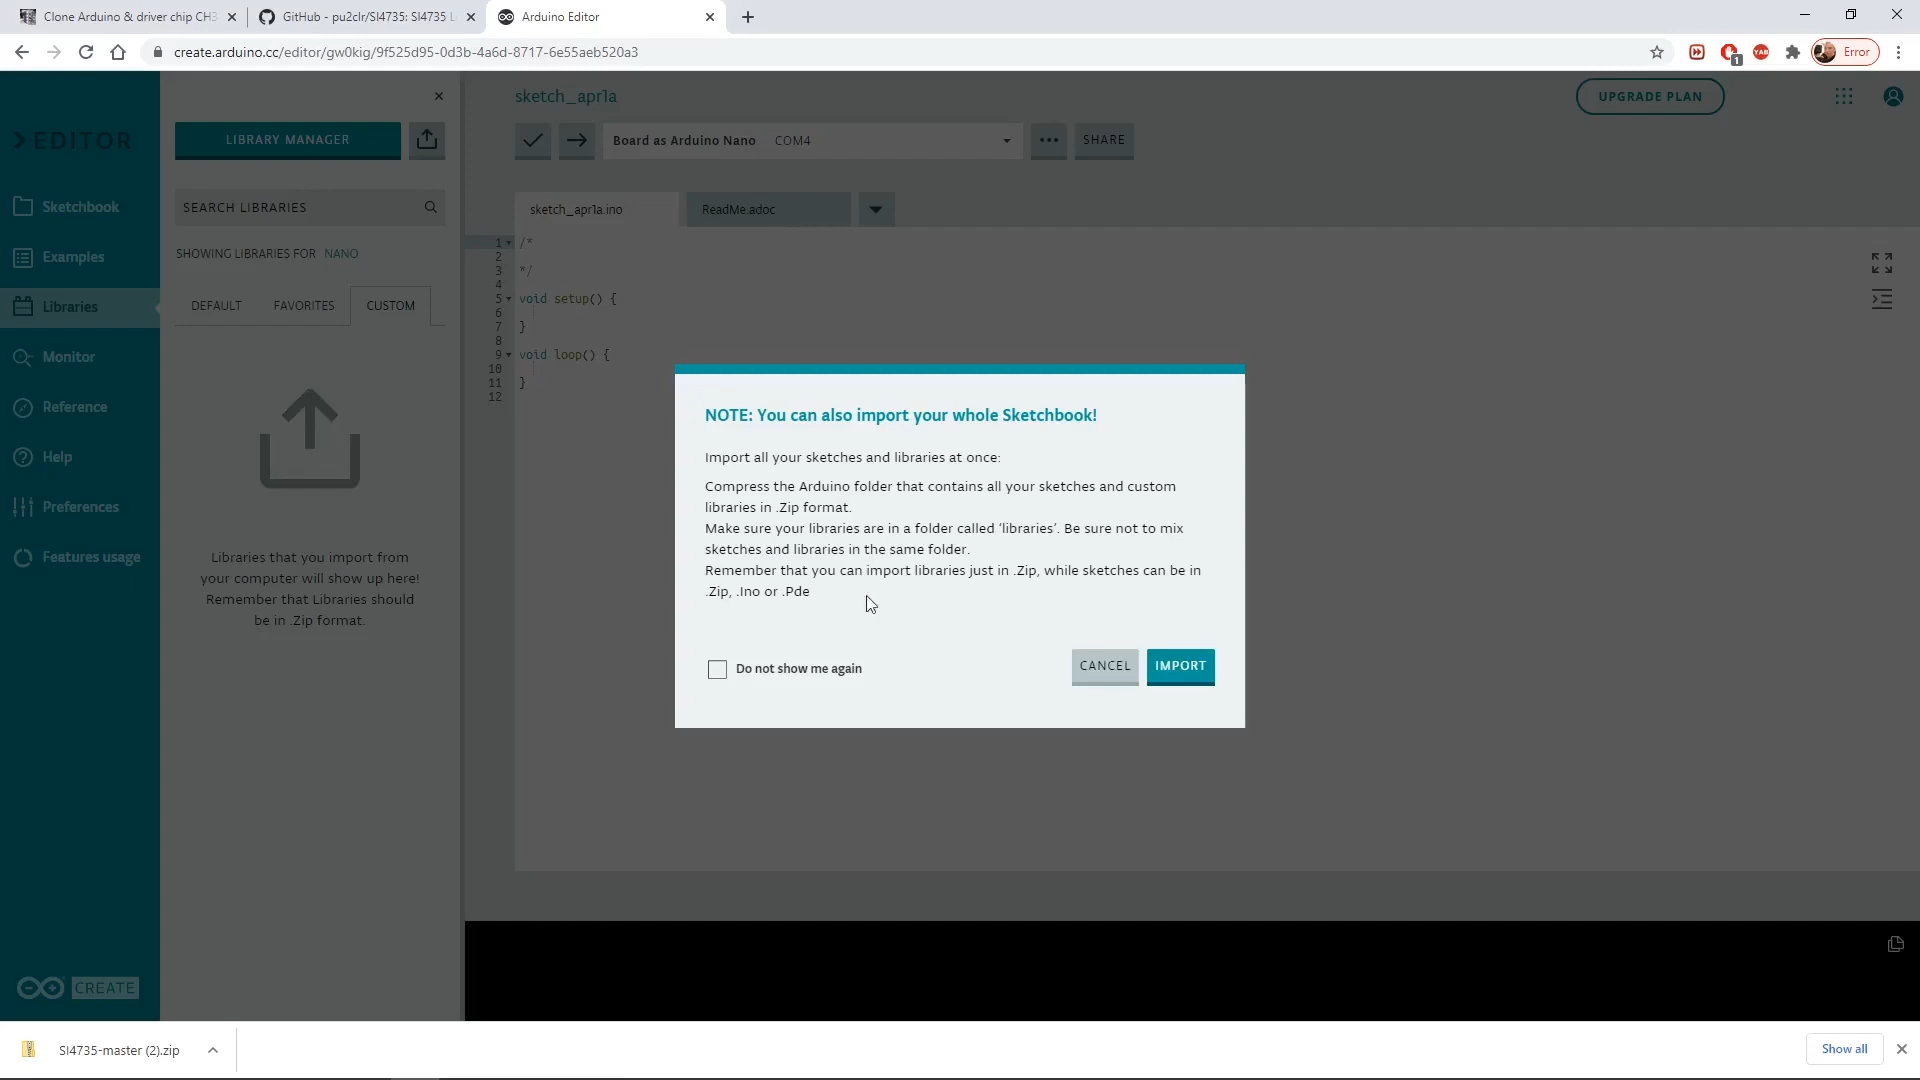 Clone Arduino & driver chip CH3
GitHub - pu2clr/SI4735: SI4735 L
Arduino Editor
create.arduino.cc/editor/gw0kig/9f525d95-0d3b-4a6d-8717-6e55aeb520a3
1
YAB
Error
EDITOR
LIBRARY MANAGER
sketch_apr1a
UPGRADE PLAN
Board as Arduino Nano COM4
SHARE
Sketchbook
Examples
Libraries
Monitor
Reference
Help
Preferences
Features usage
SEARCH LIBRARIES
SHOWING LIBRARIES FOR NANO
DEFAULT
FAVORITES
CUSTOM
Libraries that you import from
your computer will show up here!
Remember that Libraries should
be in .Zip format.
sketch_apr1a.ino
ReadMe.adoc
1 /*
2
3 */
4
5 void setup() {
6
7 }
8
9 void loop() {
10
11 }
12
NOTE: You can also import your whole Sketchbook!
Import all your sketches and libraries at once:
Compress the Arduino folder that contains all your sketches and custom
libraries in .Zip format.
Make sure your libraries are in a folder called ‘libraries’. Be sure not to mix
sketches and libraries in the same folder.
Remember that you can import libraries just in .Zip, while sketches can be in
.Zip, .Ino or .Pde
Do not show me again
CANCEL
IMPORT
CREATE
SI4735-master (2).zip
Show all